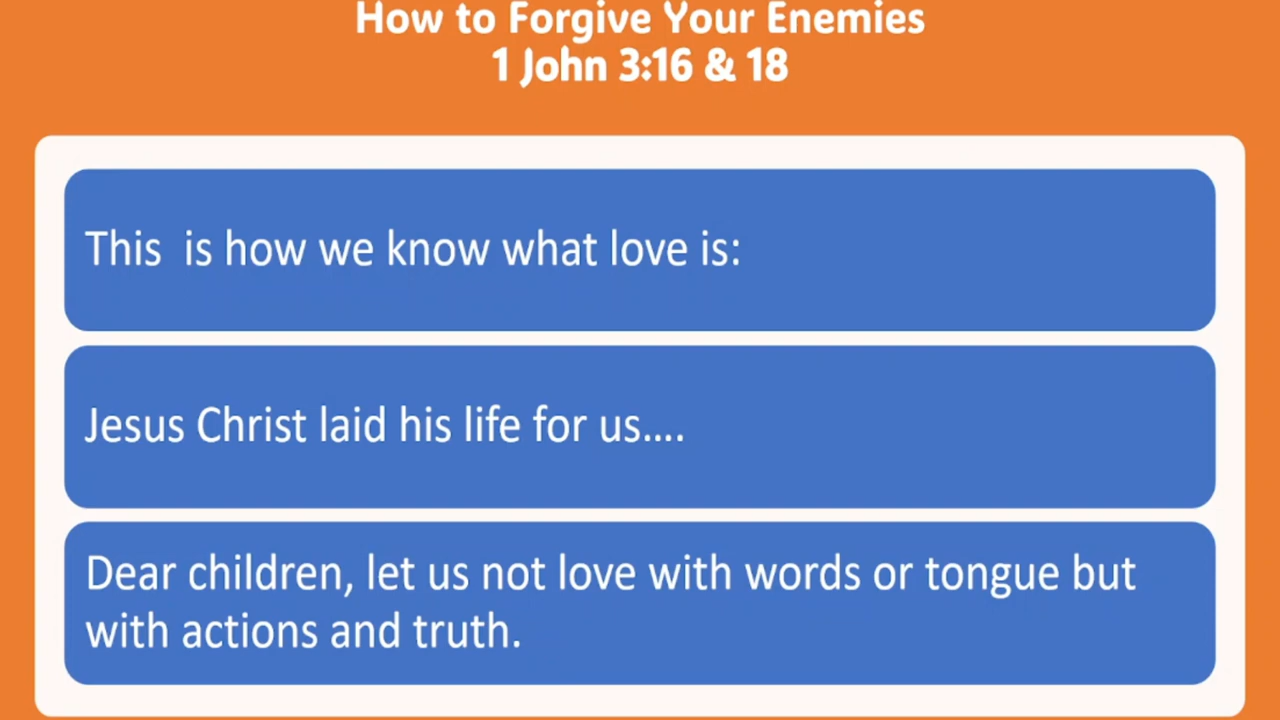 How to Forgive Your Enemies
1 John 3:16 & 18
This  is how we know what love is:
Jesus Christ laid his life for us....
Dear children, let us not love with words or tongue but
with actions and truth.